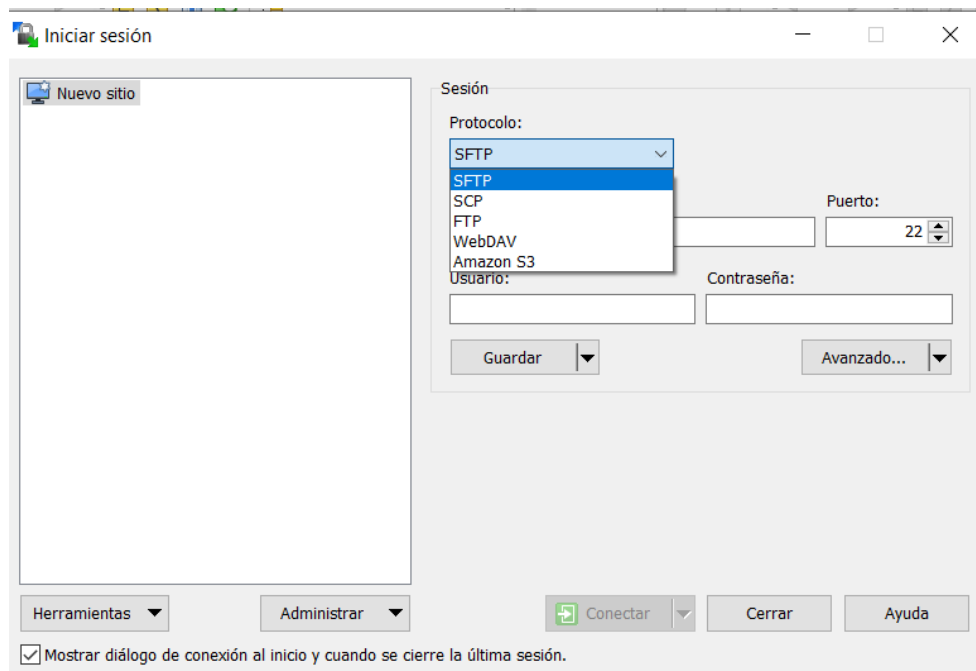 Iniciar sesión
Nuevo sitio
Sesión
Protocolo:
SFTP
SFTP
SCP
FTP
WebDAV
Amazon S3
Puerto:
22
Usuario:
Contraseña:
Guardar
Avanzado...
Herramientas
Administrar
Conectar
Cerrar
Ayuda
Mostrar diálogo de conexión al inicio y cuando se cierre la última sesión.